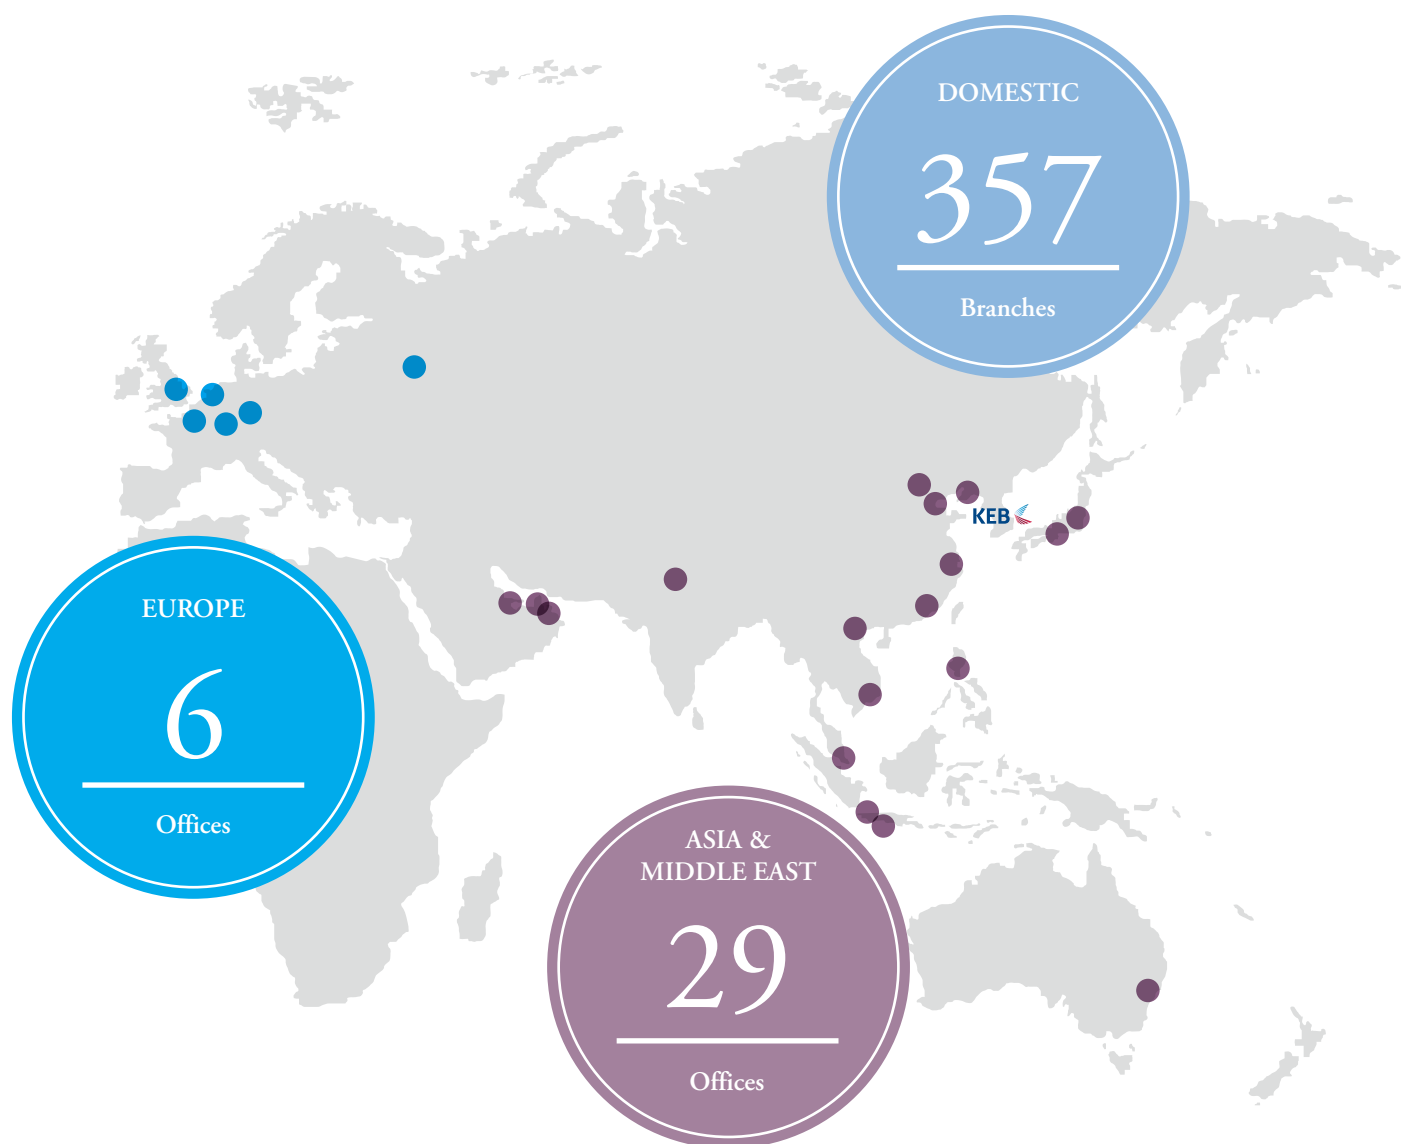 DOMESTIC
357
Branches
KEB
EUROPE
6
Offices
ASIA &
MIDDLE EAST
29
Offices